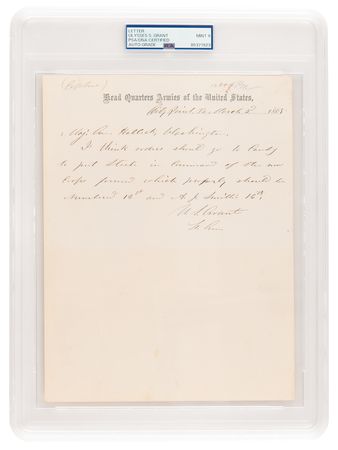 LETTER
ULYSSES S. GRANT
PSA/DNA CERTIFIED
AUTO GRADE
MINT 9
(Cipher)
Head Quarters Armies of the United States,
City Point Va. March 2d 1865
Maj. Gen. Halleck, Washington.
I think orders should go to Canby
to put Steele in command of the new
Corps formed which properly should be
Numbered 13th and A. J. Smith's 16th.
U. S. Grant
Lt. Gen